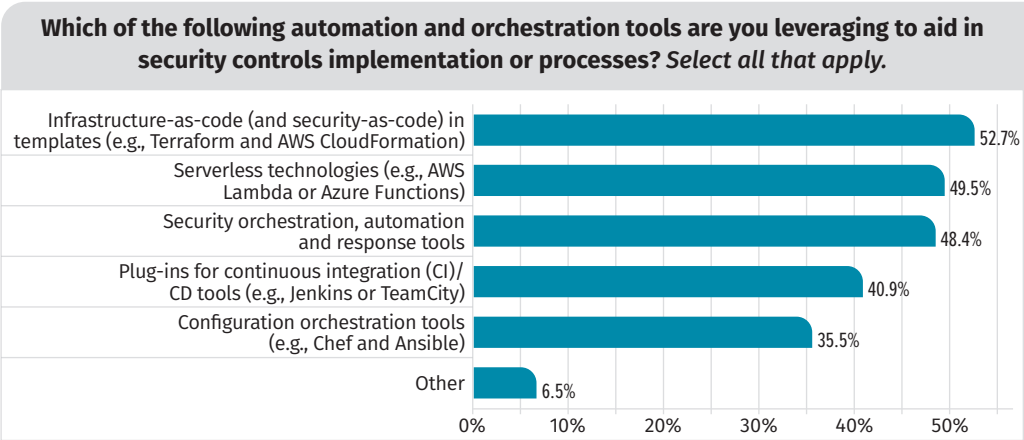 Which of the following automation and orchestration tools are you leveraging to aid in
security controls implementation or processes? Select all that apply.
Infrastructure-as-code (and security-as-code) in
templates (e.g., Terraform and AWS CloudFormation)
52.7%
Serverless technologies (e.g., AWS
Lambda or Azure Functions)
49.5%
Security orchestration, automation
and response tools
48.4%
Plug-ins for continuous integration (CI)/
CD tools (e.g., Jenkins or TeamCity)
40.9%
Configuration orchestration tools
(e.g., Chef and Ansible)
35.5%
Other
6.5%
0% 10% 20% 30% 40% 50%